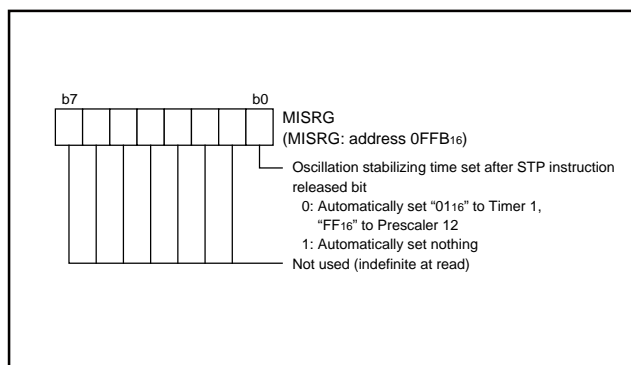 b7 b0
MISRG
(MISRG: address 0FFB16)
Oscillation stabilizing time set after STP instruction
released bit
0: Automatically set “0116” to Timer 1,
“FF16” to Prescaler 12
1: Automatically set nothing
Not used (indefinite at read)